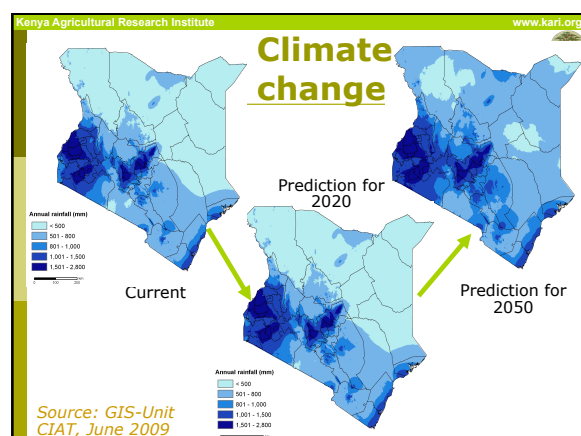 Kenya Agricultural Research Institute
www.kari.org
Climate
change
Annual rainfall (mm)
< 500
501 - 800
801 - 1,000
1,001 - 1,500
1,501 - 2,800
Current
Prediction for
2020
Annual rainfall (mm)
< 500
501 - 800
801 - 1,000
1,001 - 1,500
1,501 - 2,800
Prediction for
2050
Source: GIS-Unit
CIAT, June 2009